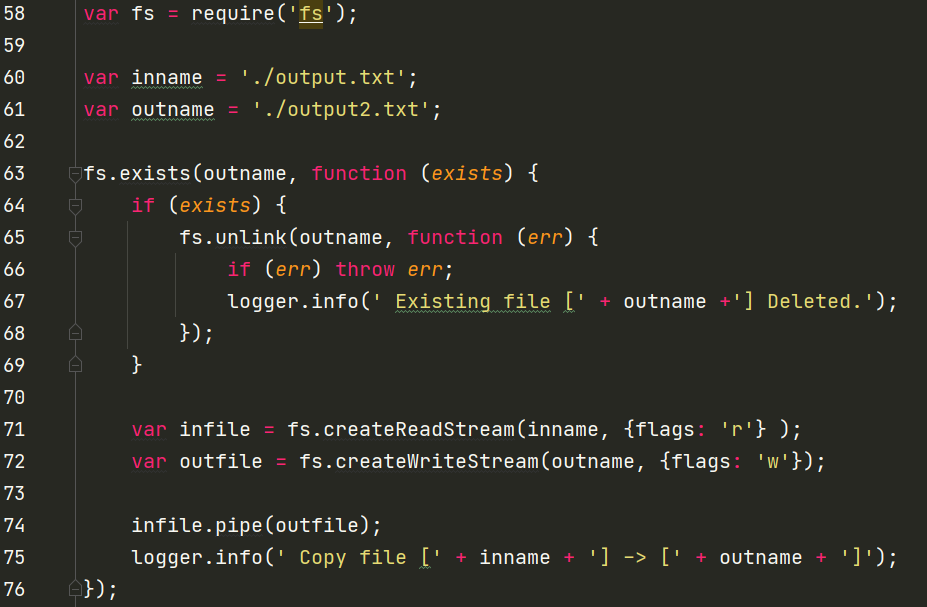 58 var fs = require('fs');
59
60 var inname = './output.txt';
61 var outname = './output2.txt';
62
63 fs.exists(outname, function (exists) {
64     if (exists) {
65         fs.unlink(outname, function (err) {
66             if (err) throw err;
67             logger.info(' Existing file [' + outname +'] Deleted.');
68         });
69     }
70
71     var infile = fs.createReadStream(inname, {flags: 'r'} );
72     var outfile = fs.createWriteStream(outname, {flags: 'w'});
73
74     infile.pipe(outfile);
75     logger.info(' Copy file [' + inname + '] -> [' + outname + ']');
76 });